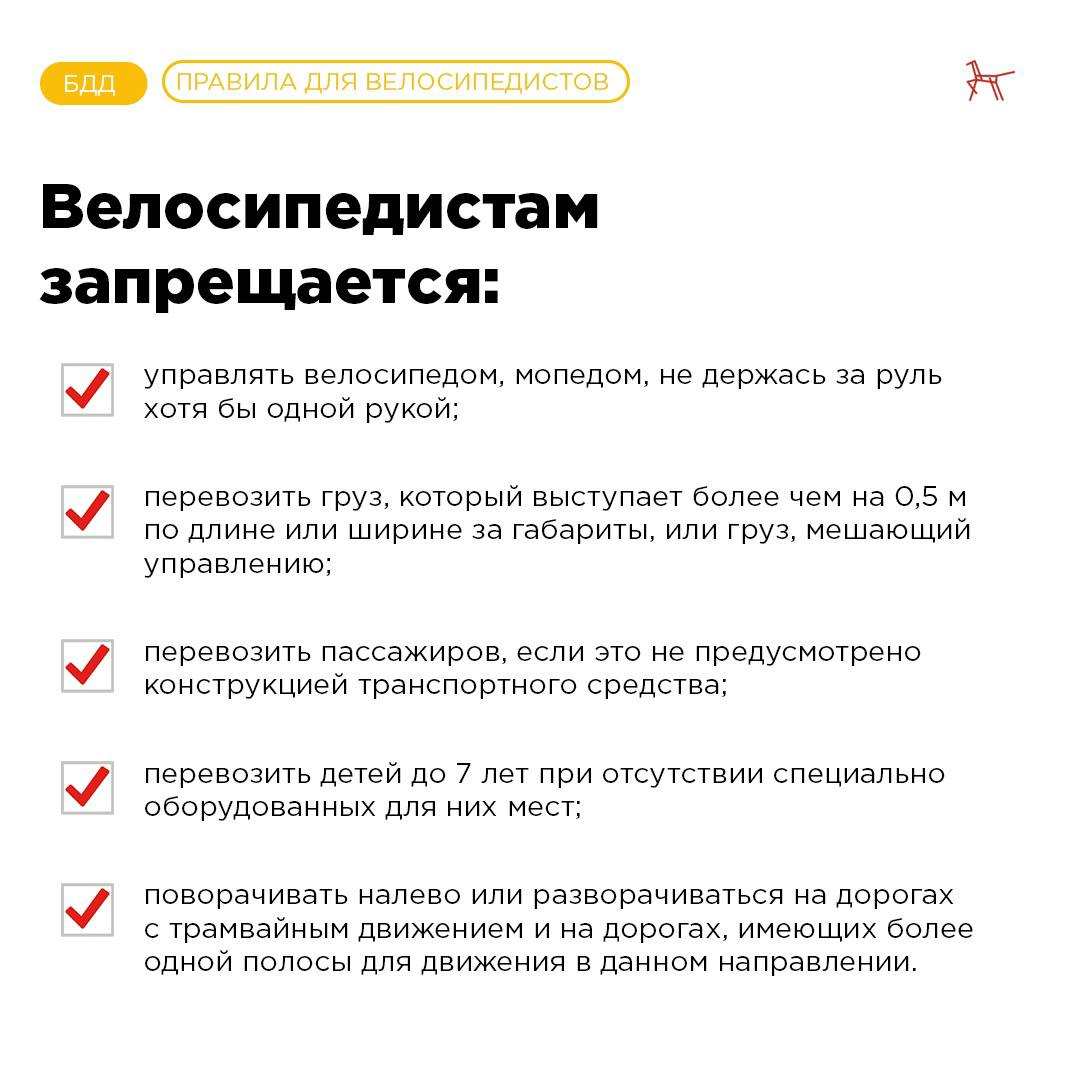 БДД
ПРАВИЛА ДЛЯ ВЕЛОСИПЕДИСТОВ
Велосипедистам
запрещается:
управлять велосипедом, мопедом, не держась за руль
хотя бы одной рукой;
перевозить груз, который выступает более чем на 0,5 м
по длине или ширине за габариты, или груз, мешающий
управлению;
перевозить пассажиров, если это не предусмотрено
конструкцией транспортного средства;
перевозить детей до 7 лет при отсутствии специально
оборудованных для них мест;
поворачивать налево или разворачиваться на дорогах
с трамвайным движением и на дорогах, имеющих более
одной полосы для движения в данном направлении.